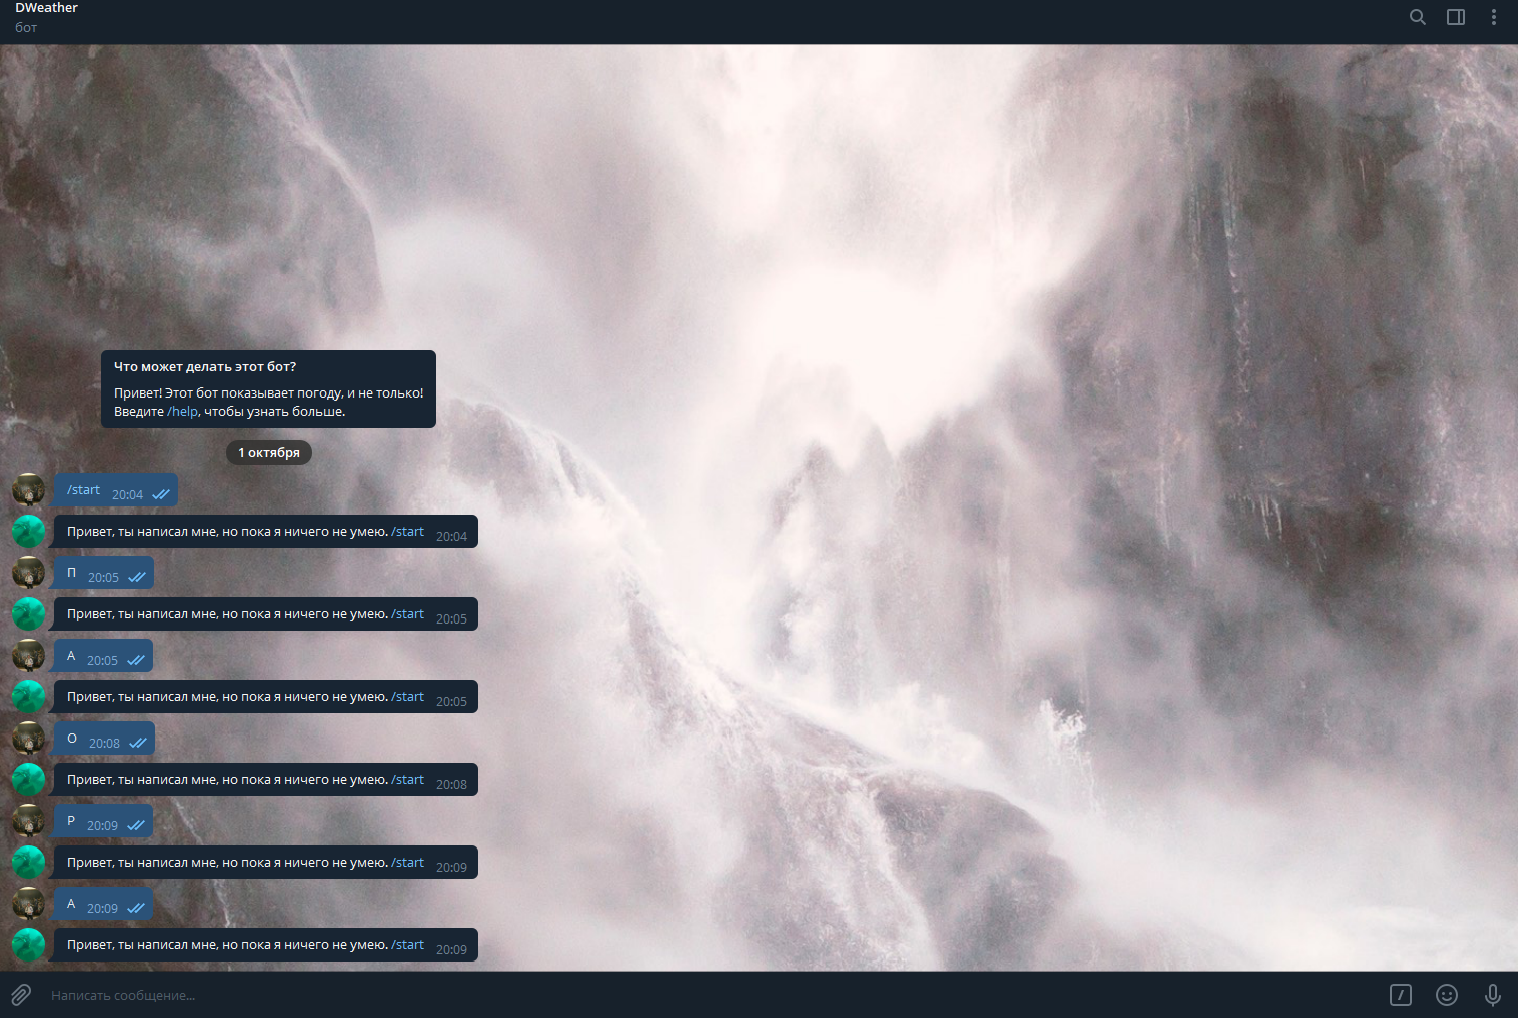 DWeather
бот
Что может делать этот бот?
Привет! Этот бот показывает погоду, и не только!
Введите /help, чтобы узнать больше.
1 октября
/start 20:04
Привет, ты написал мне, но пока я ничего не умею. /start 20:04
П 20:05
Привет, ты написал мне, но пока я ничего не умею. /start 20:05
А 20:05
Привет, ты написал мне, но пока я ничего не умею. /start 20:05
О 20:08
Привет, ты написал мне, но пока я ничего не умею. /start 20:08
Р 20:09
Привет, ты написал мне, но пока я ничего не умею. /start 20:09
А 20:09
Привет, ты написал мне, но пока я ничего не умею. /start 20:09
Написать сообщение...